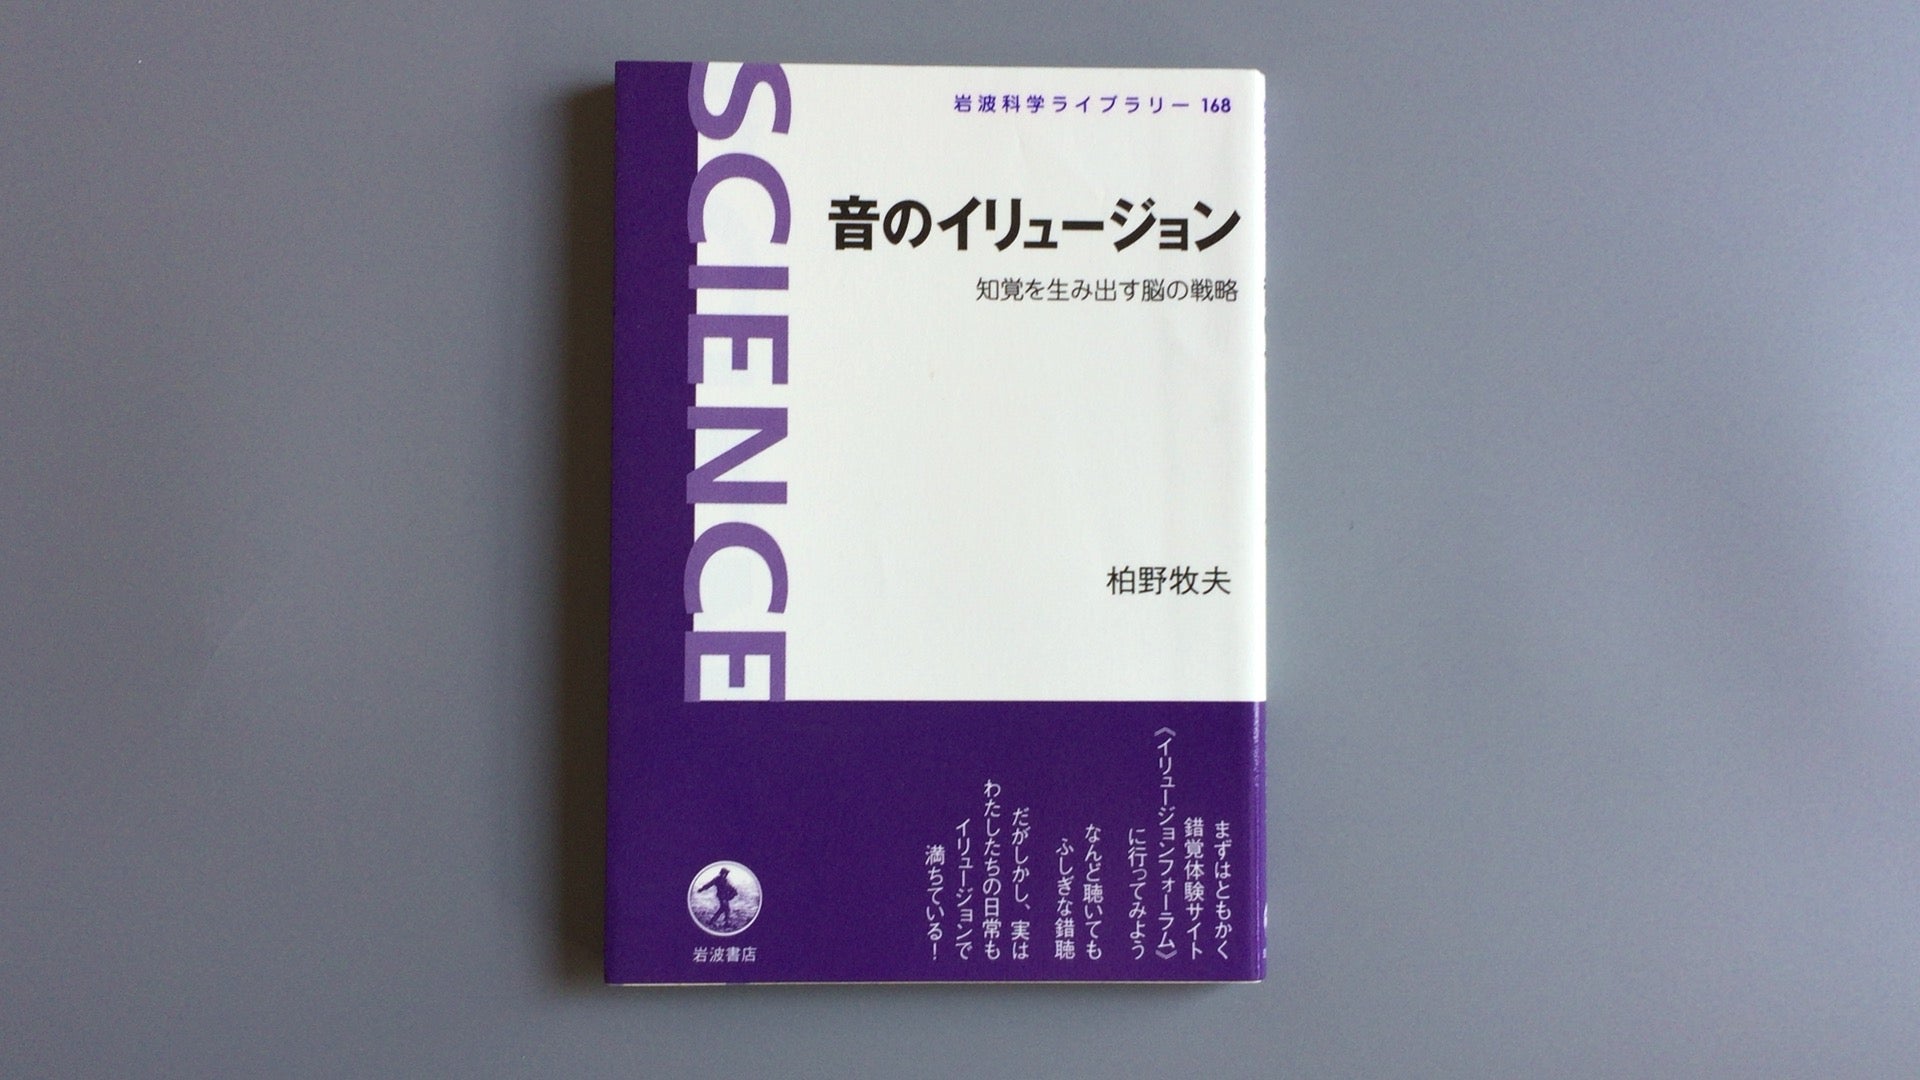 SCIENCE
岩波科学ライブラリー 168
音のイリュージョン
知覚を生み出す脳の戦略
柏野牧夫
まずはともかく
錯覚体験サイト
《イリュージョンフォーラム》
に行ってみよう
なんど聴いても
ふしぎな錯聴
だがしかし、実は
わたしたちの日常も
イリュージョンで
満ちている！
岩波書店